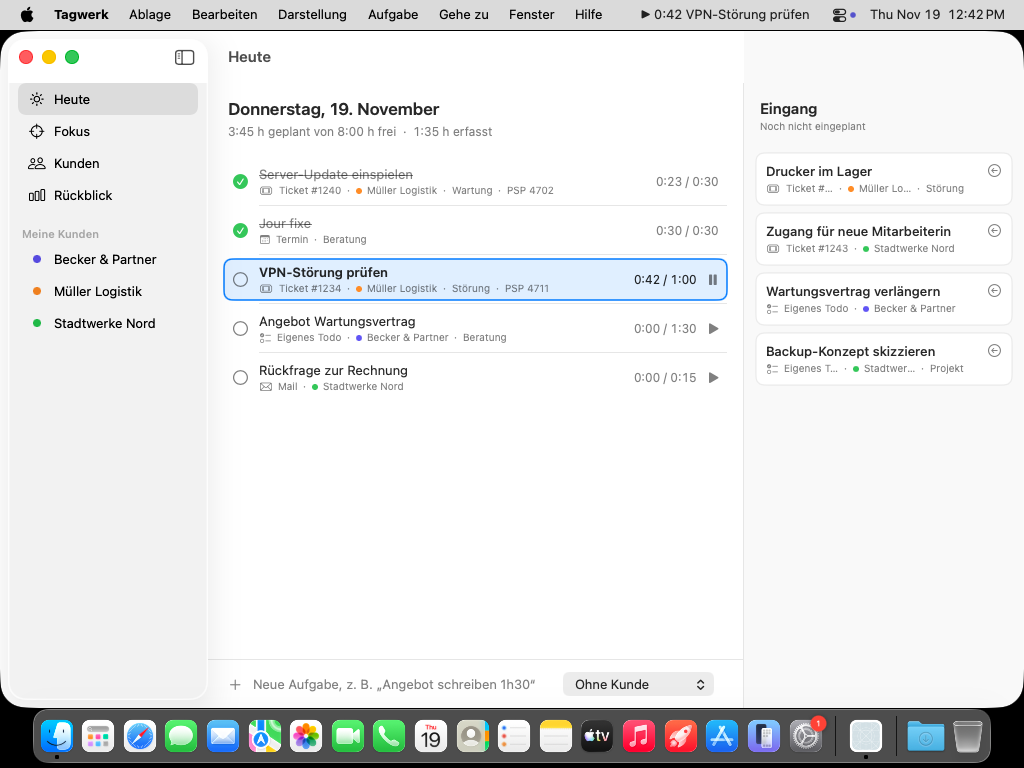 Tagwerk Ablage Bearbeiten Darstellung Aufgabe Gehe zu Fenster Hilfe 0:42 VPN-Störung prüfen Thu Nov 19 12:42 PM
Heute
Heute
Fokus
Kunden
Rückblick
Meine Kunden
Becker & Partner
Müller Logistik
Stadtwerke Nord
Donnerstag, 19. November
3:45 h geplant von 8:00 h frei · 1:35 h erfasst
Server-Update einspielen
Ticket #1240 · Müller Logistik · Wartung · PSP 4702
0:23 / 0:30
Jour fixe
Termin · Beratung
0:30 / 0:30
VPN-Störung prüfen
Ticket #1234 · Müller Logistik · Störung · PSP 4711
0:42 / 1:00
Angebot Wartungsvertrag
Eigenes Todo · Becker & Partner · Beratung
0:00 / 1:30
Rückfrage zur Rechnung
Mail · Stadtwerke Nord
0:00 / 0:15
Neue Aufgabe, z. B. „Angebot schreiben 1h30“
Ohne Kunde
Eingang
Noch nicht eingeplant
Drucker im Lager
Ticket #... · Müller Lo... · Störung
Zugang für neue Mitarbeiterin
Ticket #1243 · Stadtwerke Nord
Wartungsvertrag verlängern
Eigenes Todo · Becker & Partner
Backup-Konzept skizzieren
Eigenes T... · Stadtwer... · Projekt
Thu
19
tv
1